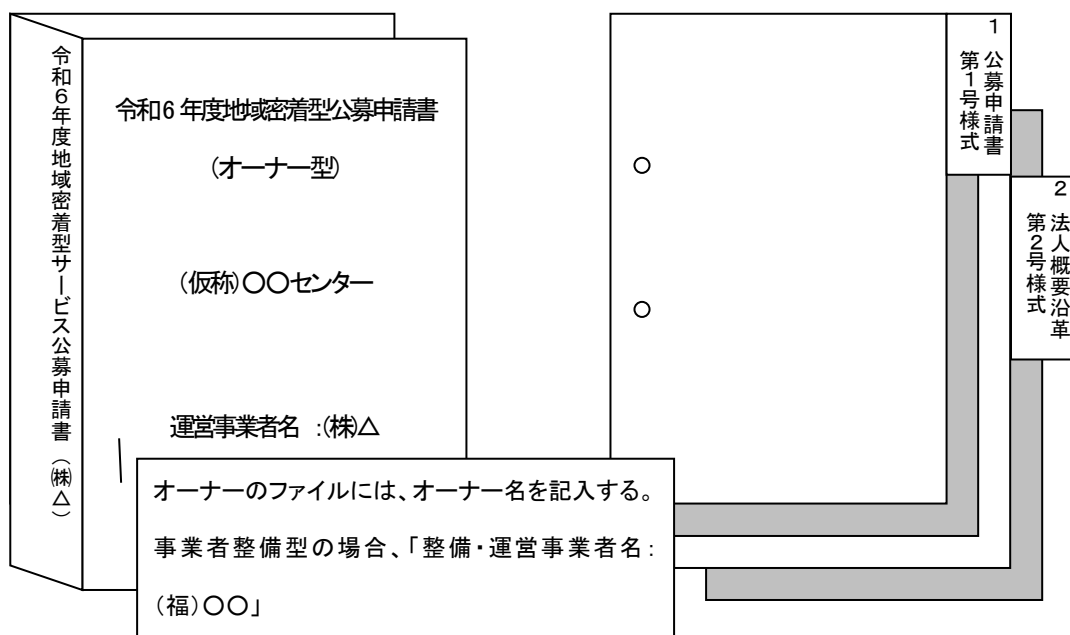 令和6年度地域密着型サービス公募申請書（㈱△）
令和6年度地域密着型公募申請書
(オーナー型)
(仮称)〇〇センター
運営事業者名　:(株)△
オーナーのファイルには、オーナー名を記入する。
事業者整備型の場合、「整備・運営事業者名：
(福)〇〇」
1 公募申請書
第1号様式
2 法人概要沿革
第2号様式